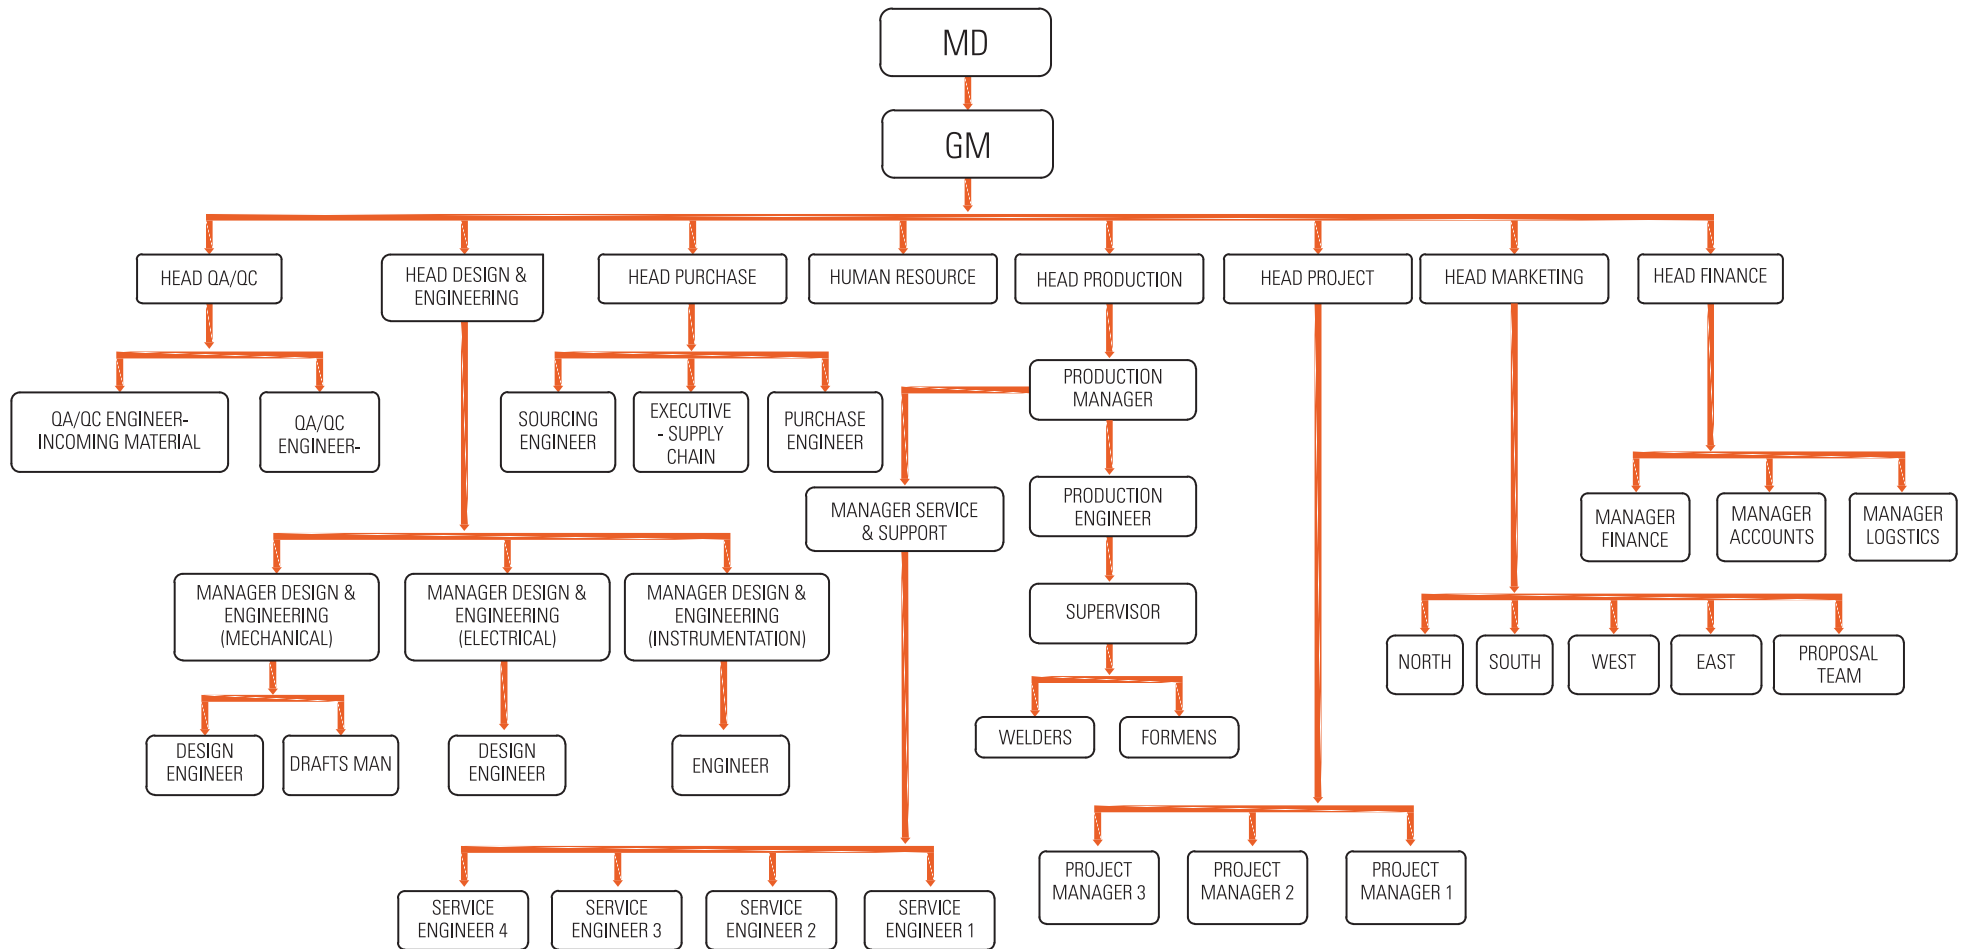 MD
GM
HEAD QA/QC
HEAD DESIGN &
ENGINEERING
HEAD PURCHASE
HUMAN RESOURCE
HEAD PRODUCTION
HEAD PROJECT
HEAD MARKETING
HEAD FINANCE
QA/QC ENGINEER-
INCOMING MATERIAL
QA/QC
ENGINEER-
SOURCING
ENGINEER
EXECUTIVE
- SUPPLY
CHAIN
PURCHASE
ENGINEER
PRODUCTION
MANAGER
MANAGER SERVICE
& SUPPORT
PRODUCTION
ENGINEER
MANAGER
FINANCE
MANAGER
ACCOUNTS
MANAGER
LOGSTICS
MANAGER DESIGN &
ENGINEERING
(MECHANICAL)
MANAGER DESIGN &
ENGINEERING
(ELECTRICAL)
MANAGER DESIGN &
ENGINEERING
(INSTRUMENTATION)
SUPERVISOR
NORTH
SOUTH
WEST
EAST
PROPOSAL
TEAM
DESIGN
ENGINEER
DRAFTS MAN
DESIGN
ENGINEER
ENGINEER
WELDERS
FORMENS
PROJECT
MANAGER 3
PROJECT
MANAGER 2
PROJECT
MANAGER 1
SERVICE
ENGINEER 4
SERVICE
ENGINEER 3
SERVICE
ENGINEER 2
SERVICE
ENGINEER 1